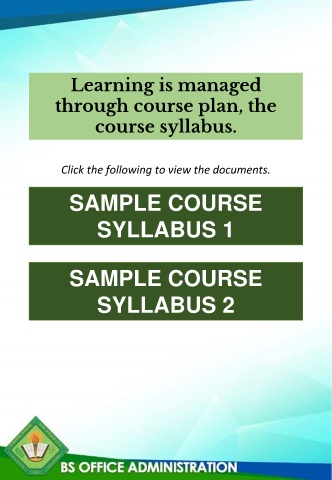 Learning is managed
through course plan, the
course syllabus.
Click the following to view the documents.
SAMPLE COURSE
SYLLABUS 1
SAMPLE COURSE
SYLLABUS 2
BS OFFICE ADMINISTRATION